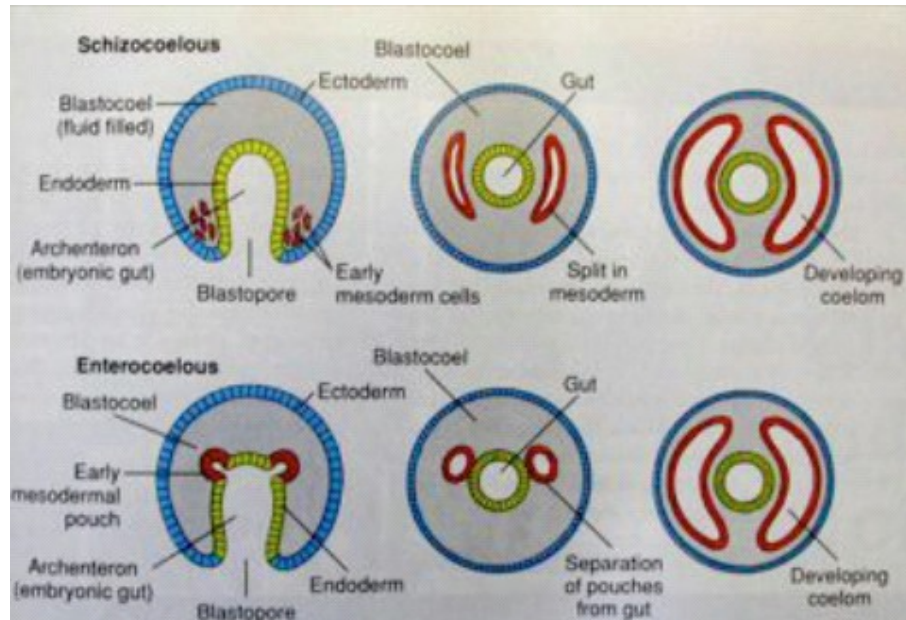 Schizocoelous
Blastocoel
(fluid filled)
Ectoderm
Endoderm
Archenteron
(embryonic gut)
Blastopore
Early
mesoderm cells
Blastocoel
Gut
Split in
mesoderm
Developing
coelom
Enterocoelous
Blastocoel
Ectoderm
Early
mesodermal
pouch
Archenteron
(embryonic gut)
Blastopore
Endoderm
Blastocoel
Gut
Separation
of pouches
from gut
Developing
coelom